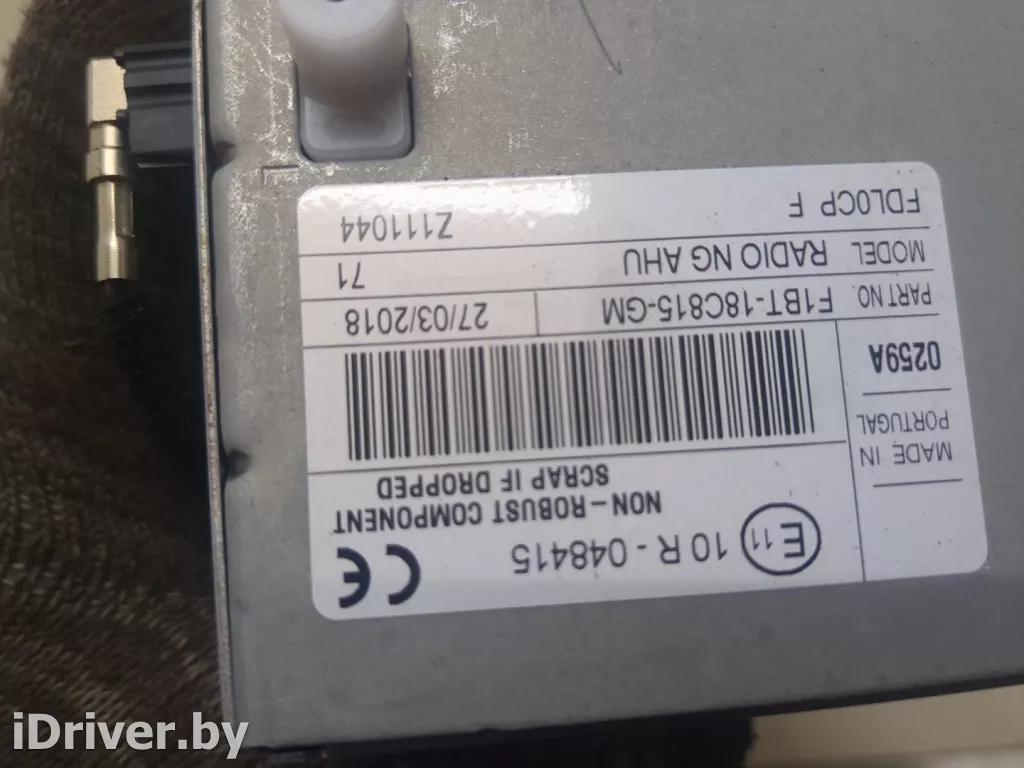 FDL0CP F Z111044
MODEL RADIO NG AHU 71
PART NO. F1BT-18C815-GM 27/03/2018
0259A
MADE IN
PORTUGAL
NON-ROBUST COMPONENT
SCRAP IF DROPPED
E11 10 R - 048415 CE
iDriver.by